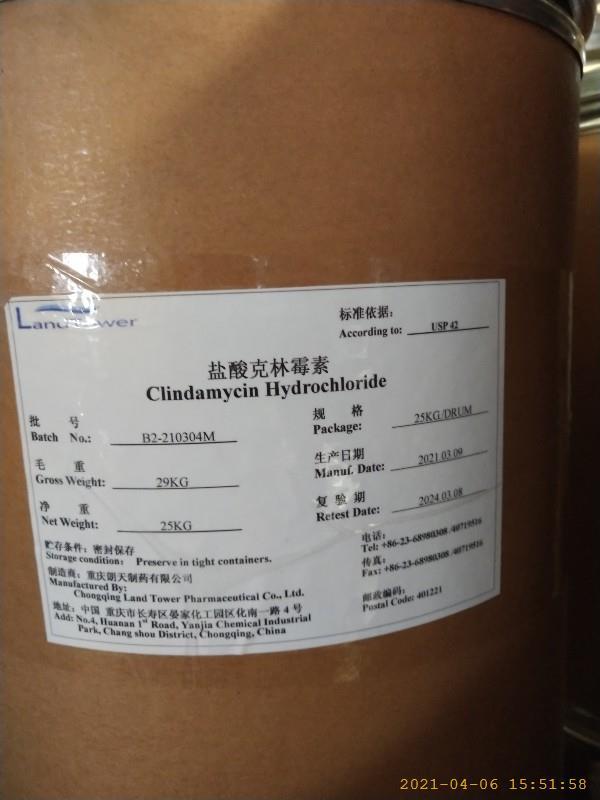 LandTower
标准依据：
According to: USP 42
盐酸克林霉素
Clindamycin Hydrochloride
批 号
Batch No.: B2-210304M
规 格
Package: 25KG/DRUM
毛 重
Gross Weight: 29KG
生产日期
Manuf. Date: 2021.03.09
净 重
Net Weight: 25KG
复 验 期
Retest Date: 2024.03.08
贮存条件：密封保存
Storage condition: Preserve in tight containers.
电话：
Tel: +86-23-68980308 /40719516
制造商：重庆朗天制药有限公司
Manufactured By:
Chongqing Land Tower Pharmaceutical Co., Ltd.
传真：
Fax: +86-23-68980308 /40719516
地址：中国 重庆市长寿区晏家化工园区化南一路 4 号
Add: No.4, Huanan 1st Road, Yanjia Chemical Industrial
Park, Chang shou District, Chongqing, China
邮政编码：
Postal Code: 401221
2021-04-06 15:51:58